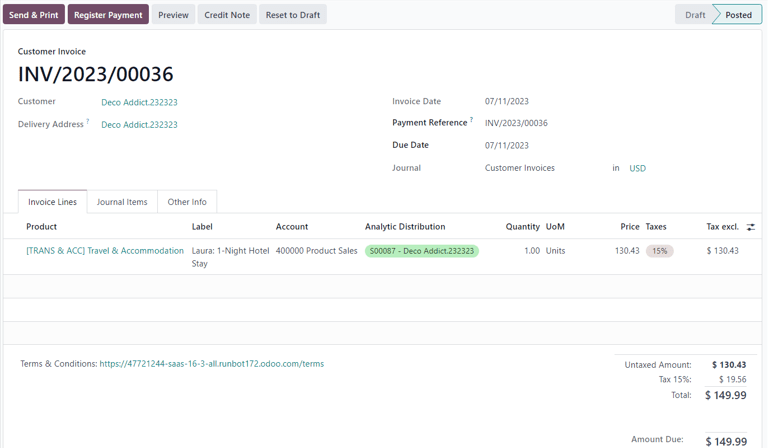 Send & Print Register Payment Preview Credit Note Reset to Draft Draft Posted
Customer Invoice
INV/2023/00036
Customer Deco Addict.232323 Invoice Date 07/11/2023
Delivery Address ? Deco Addict.232323 Payment Reference ? INV/2023/00036
Due Date 07/11/2023
Journal Customer Invoices in USD
Invoice Lines Journal Items Other Info
Product Label Account Analytic Distribution Quantity UoM Price Taxes Tax excl.
[TRANS & ACC] Travel & Accommodation Laura: 1-Night Hotel 400000 Product Sales S00087 - Deco Addict.232323 1.00 Units 130.43 15% $ 130.43
Stay
Terms & Conditions: https://47721244-saas-16-3-all.runbot172.odoo.com/terms Untaxed Amount: $ 130.43
Tax 15%: $ 19.56
Total: $ 149.99
Amount Due: $ 149.99